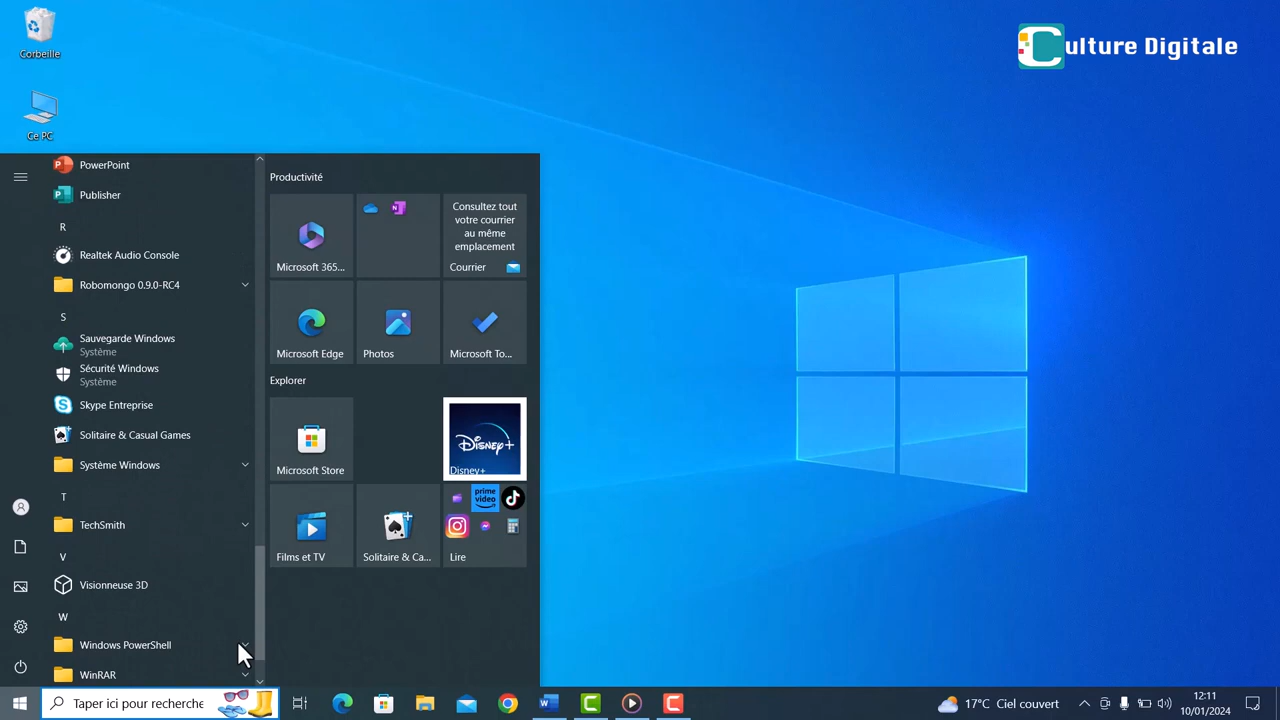 Corbeille
Culture Digitale
Ce PC
PowerPoint
Publisher
R
Realtek Audio Console
Robomongo 0.9.0-RC4
S
Sauvegarde Windows
Système
Sécurité Windows
Système
Skype Entreprise
Solitaire & Casual Games
Système Windows
T
TechSmith
V
Visionneuse 3D
W
Windows PowerShell
WinRAR
Productivité
Microsoft 365...
Consultez tout
votre courrier
au même
emplacement
Courrier
Microsoft Edge
Photos
Microsoft To...
Explorer
Microsoft Store
Disney+
Disney+
Films et TV
Solitaire & Ca...
prime
video
Lire
Taper ici pour recherche
17°C Ciel couvert
12:11
10/01/2024